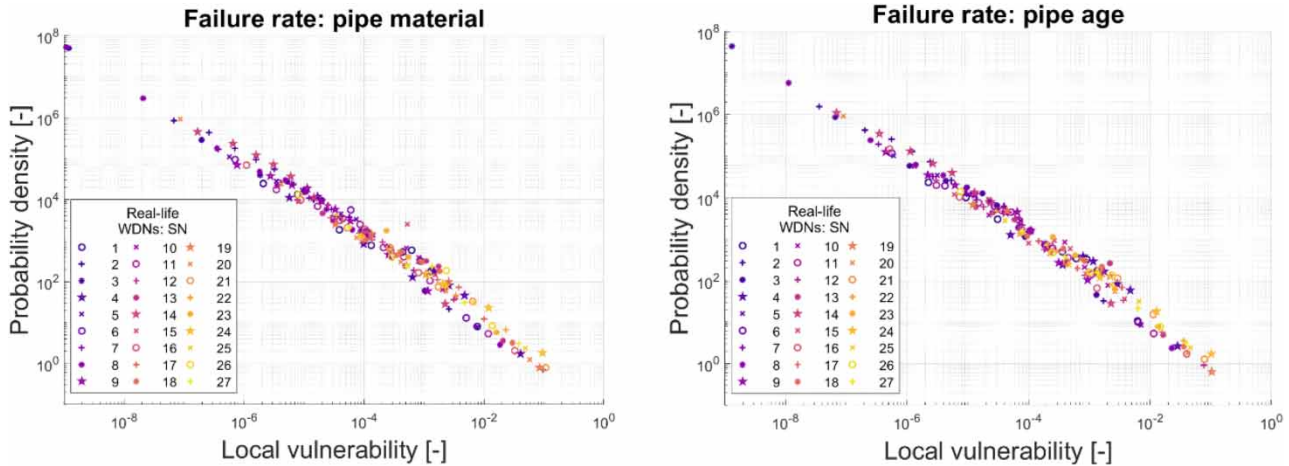 Failure rate: pipe material
Probability density [-]
10^8
10^6
10^4
10^2
10^0
Real-life
WDNs: SN
1 10 19
2 11 20
3 12 21
4 13 22
5 14 23
6 15 24
7 16 25
8 17 26
9 18 27
10^-8 10^-6 10^-4 10^-2 10^0
Local vulnerability [-]
Failure rate: pipe age
Probability density [-]
10^8
10^6
10^4
10^2
10^0
Real-life
WDNs: SN
1 10 19
2 11 20
3 12 21
4 13 22
5 14 23
6 15 24
7 16 25
8 17 26
9 18 27
10^-8 10^-6 10^-4 10^-2 10^0
Local vulnerability [-]